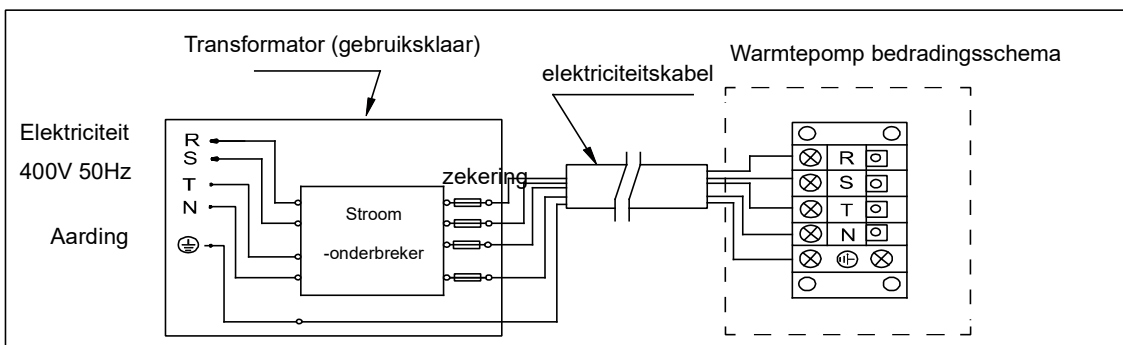 Transformator (gebruiksklaar)
elektriciteitskabel
Warmtepomp bedradingsschema
Elektriciteit
400V 50Hz
Aarding
R
S
T
N
zekering
Stroom
-onderbreker
R
S
T
N